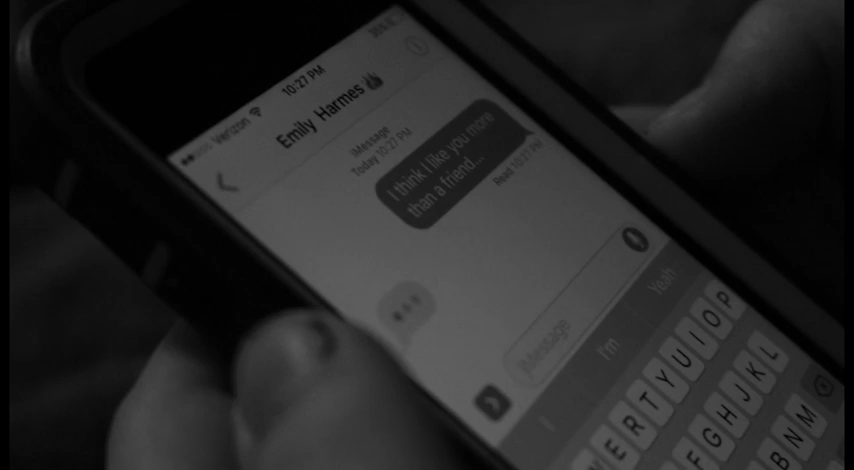 Verizon 10:27 PM
Emily Harmes
iMessage
Today 10:27 PM
I think I like you more
than a friend...
Read 10:27 PM
iMessage
I I'm Yeah
E R T Y U I O P
F G H J K L
B N M